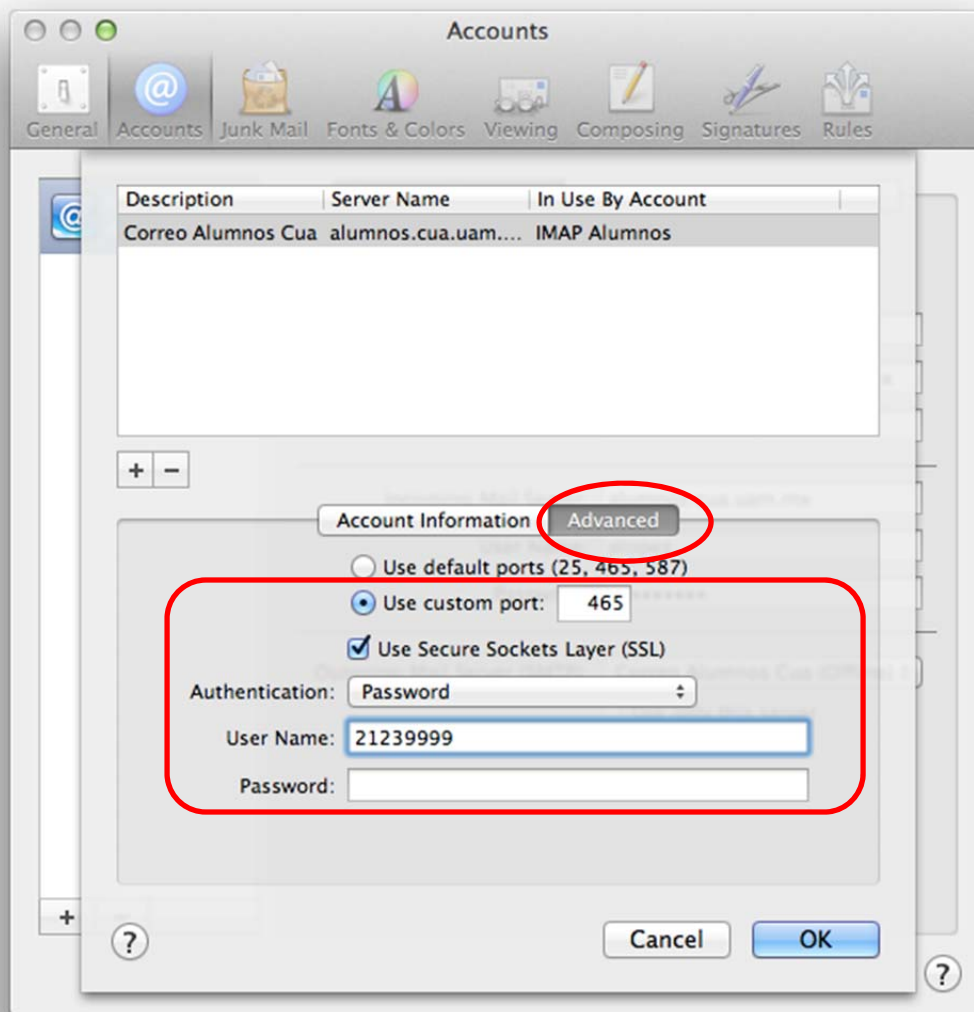 Accounts
General Accounts Junk Mail Fonts & Colors Viewing Composing Signatures Rules
Description Server Name In Use By Account
Correo Alumnos Cua alumnos.cua.uam.... IMAP Alumnos
+ −
Account Information Advanced
Use default ports (25, 465, 587)
Use custom port: 465
Use Secure Sockets Layer (SSL)
Authentication: Password
User Name: 21239999
Password:
+
? Cancel OK
?